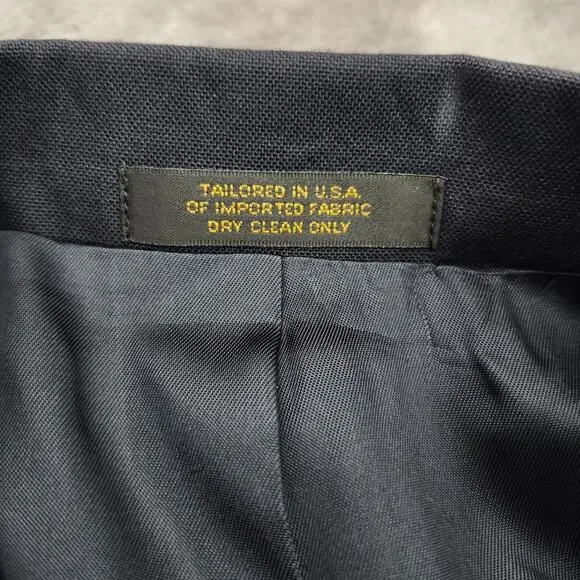 TAILORED IN U.S.A.
OF IMPORTED FABRIC
DRY CLEAN ONLY